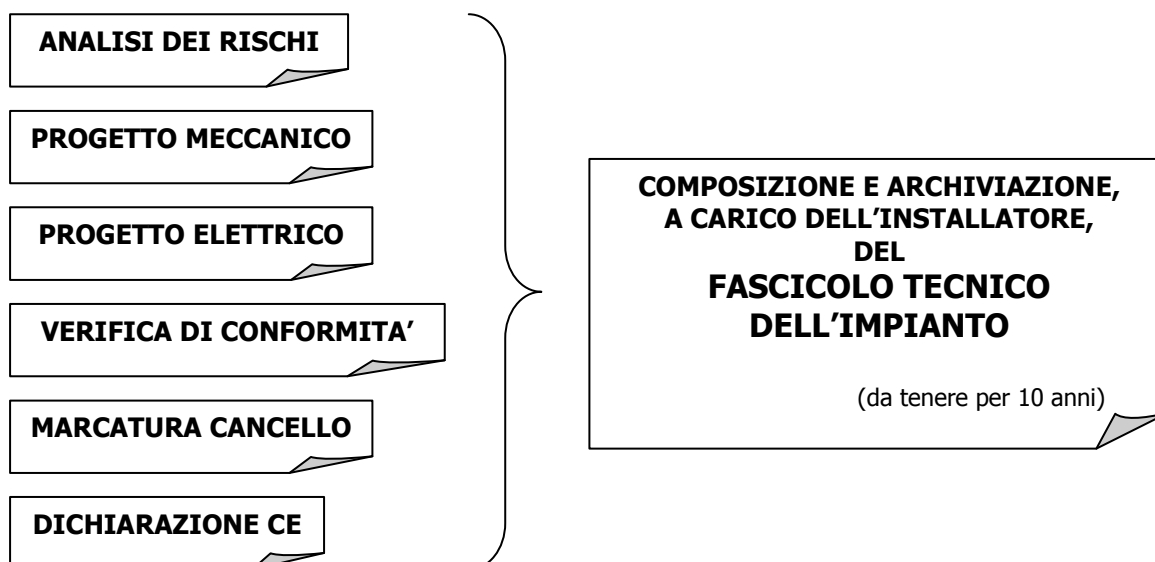 ANALISI DEI RISCHI
PROGETTO MECCANICO
PROGETTO ELETTRICO
VERIFICA DI CONFORMITA’
MARCATURA CANCELLO
DICHIARAZIONE CE
COMPOSIZIONE E ARCHIVIAZIONE,
A CARICO DELL’INSTALLATORE,
DEL
FASCICOLO TECNICO
DELL’IMPIANTO
(da tenere per 10 anni)